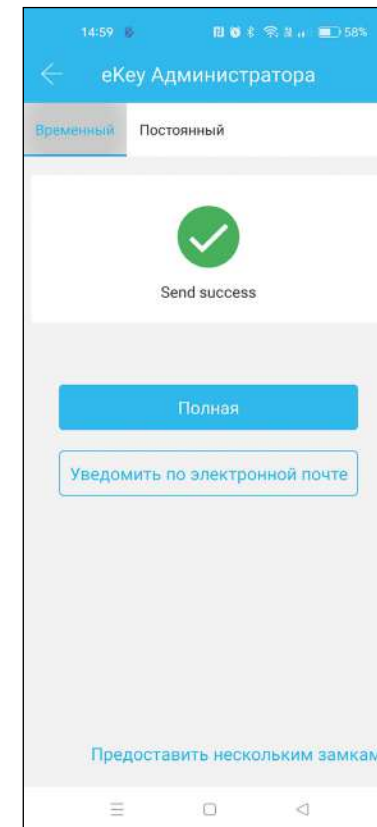 14:59 58%
eKey Администратора
Временный Постоянный
Send success
Полная
Уведомить по электронной почте
Предоставить нескольким замкам